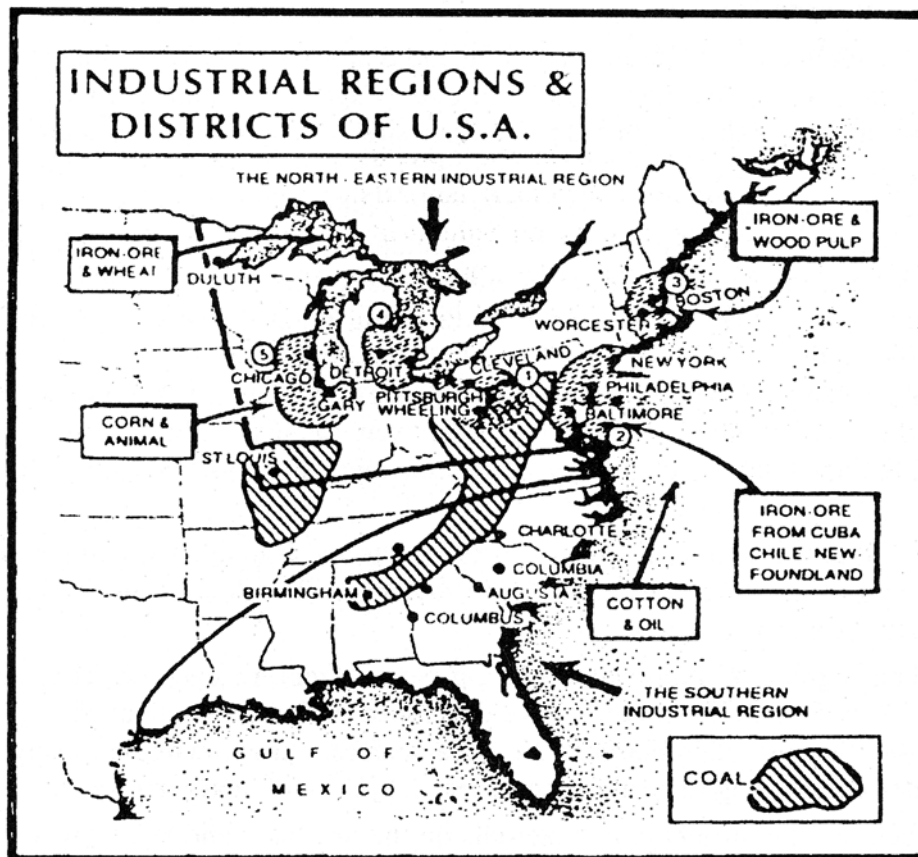 INDUSTRIAL REGIONS &
DISTRICTS OF U.S.A.
THE NORTH-EASTERN INDUSTRIAL REGION
IRON-ORE &
WOOD PULP
IRON-ORE
& WHEAT
DULUTH
3
BOSTON
4
WORCESTER
5
CLEVELAND
NEW YORK
CHICAGO
DETROIT
1
PITTSBURGH
PHILADELPHIA
GARY
WHEELING
BALTIMORE
CORN &
ANIMAL
2
ST LOUIS
IRON-ORE
FROM CUBA
CHILE, NEW-
FOUNDLAND
CHARLOTTE
COLUMBIA
BIRMINGHAM
AUGUSTA
COTTON
& OIL
COLUMBUS
THE SOUTHERN
INDUSTRIAL REGION
GULF OF
MEXICO
COAL